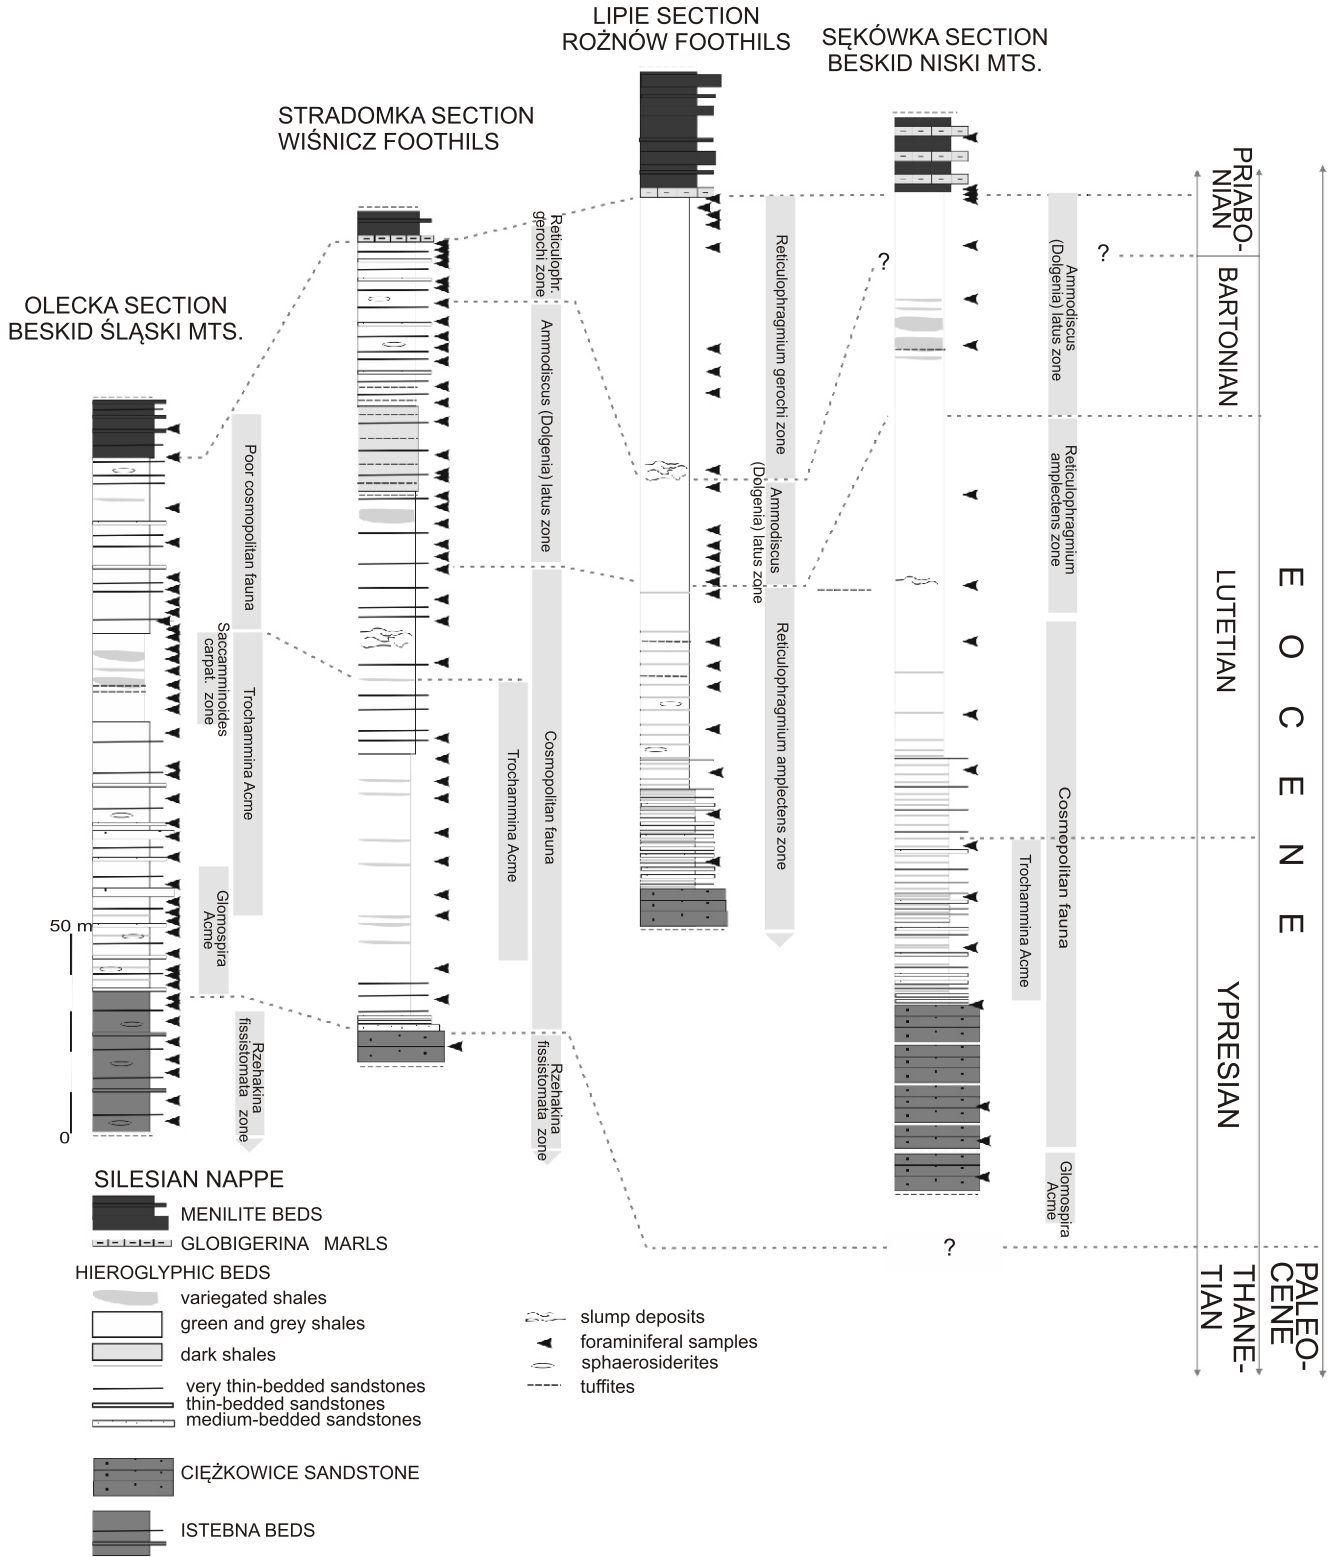 LIPIE SECTION
ROŻNÓW FOOTHILS
SĘKÓWKA SECTION
BESKID NISKI MTS.
STRADOMKA SECTION
WIŚNICZ FOOTHILS
OLECKA SECTION
BESKID ŚLĄSKI MTS.
Poor cosmopolitan fauna
Saccamminoides
carpat. zone
Trochammina Acme
Glomospira
Acme
Rzehakina
fissistomata zone
50 m
0
Reticulophr.
gerochi zone
Ammodiscus (Dolgenia) latus zone
Cosmopolitan fauna
Trochammina Acme
Rzehakina
fissistomata zone
Reticulophragmium gerochi zone
Ammodiscus
(Dolgenia) latus zone
Reticulophragmium amplectens zone
?
?
Ammodiscus
(Dolgenia) latus zone
Reticulophragmium
amplectens zone
Cosmopolitan fauna
Trochammina Acme
Glomospira
Acme
?
PRIABO-
NIAN
BARTONIAN
LUTETIAN
YPRESIAN
THANE-
TIAN
EOCENE
PALEO-
CENE
SILESIAN NAPPE
MENILITE BEDS
GLOBIGERINA MARLS
HIEROGLYPHIC BEDS
variegated shales
green and grey shales
dark shales
very thin-bedded sandstones
thin-bedded sandstones
medium-bedded sandstones
CIĘŻKOWICE SANDSTONE
ISTEBNA BEDS
slump deposits
foraminiferal samples
sphaerosiderites
tuffites